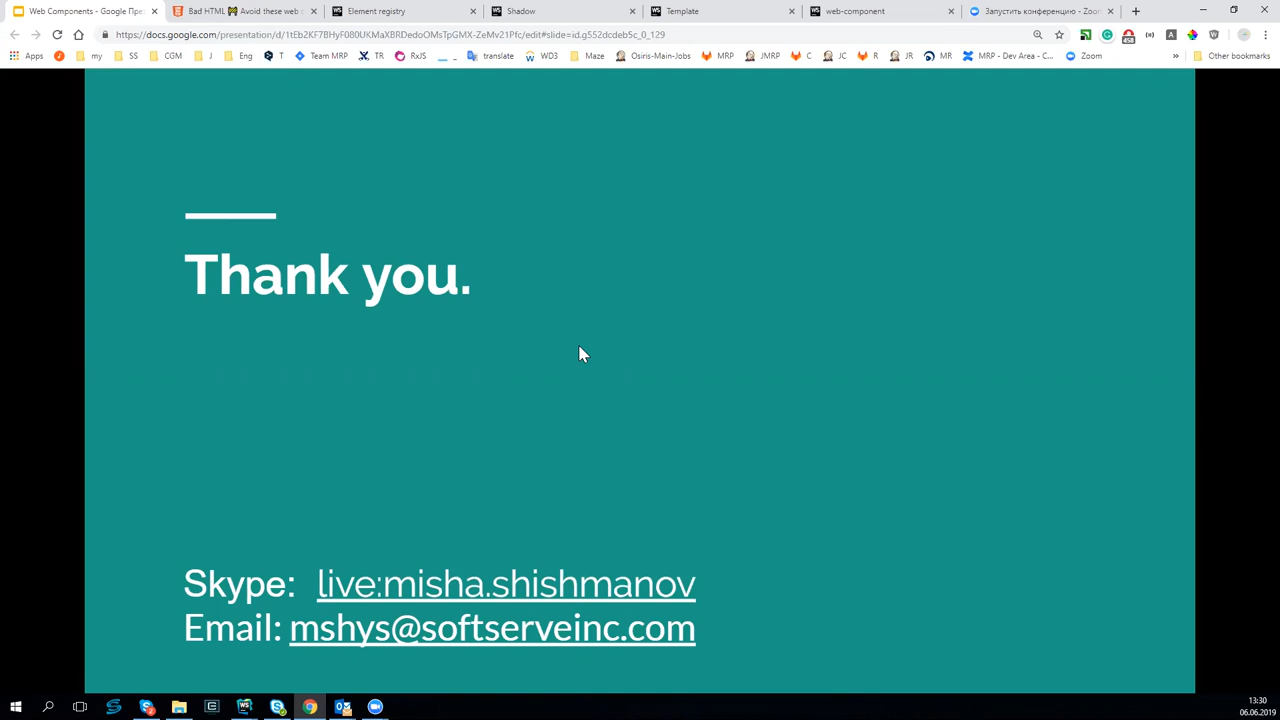 Web Components - Google Пре
Bad HTML 🚧 Avoid these web c
Element registry
Shadow
Template
web-component
Запустить конференцию - Zoom
https://docs.google.com/presentation/d/1tEb2KF7BHyF080UKMaXBRDedoOMsTpGMX-ZeMv21Pfc/edit#slide=id.g552dcdeb5c_0_129
Apps my SS CGM J Eng T Team MRP TR RxJS _ translate WD3 Maze Osiris-Main-Jobs MRP JMRP C JC R JR MR MRP - Dev Area - C... Zoom » Other bookmarks
Thank you.
Skype: live:misha.shishmanov
Email: mshys@softserveinc.com
13:30
06.06.2019